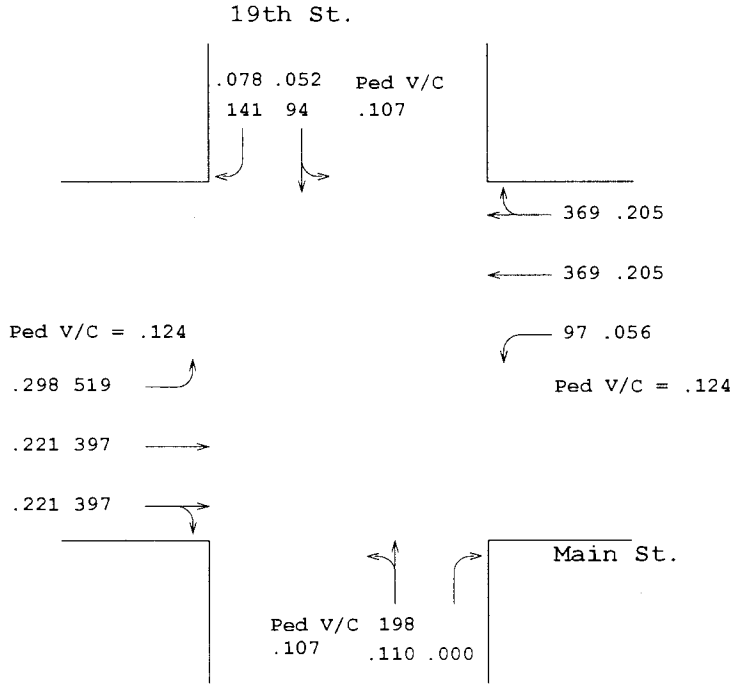 19th St.
.078 .052 Ped V/C
141 94 .107
369 .205
369 .205
Ped V/C = .124
97 .056
.298 519
Ped V/C = .124
.221 397
.221 397
Main St.
Ped V/C 198
.107 .110 .000